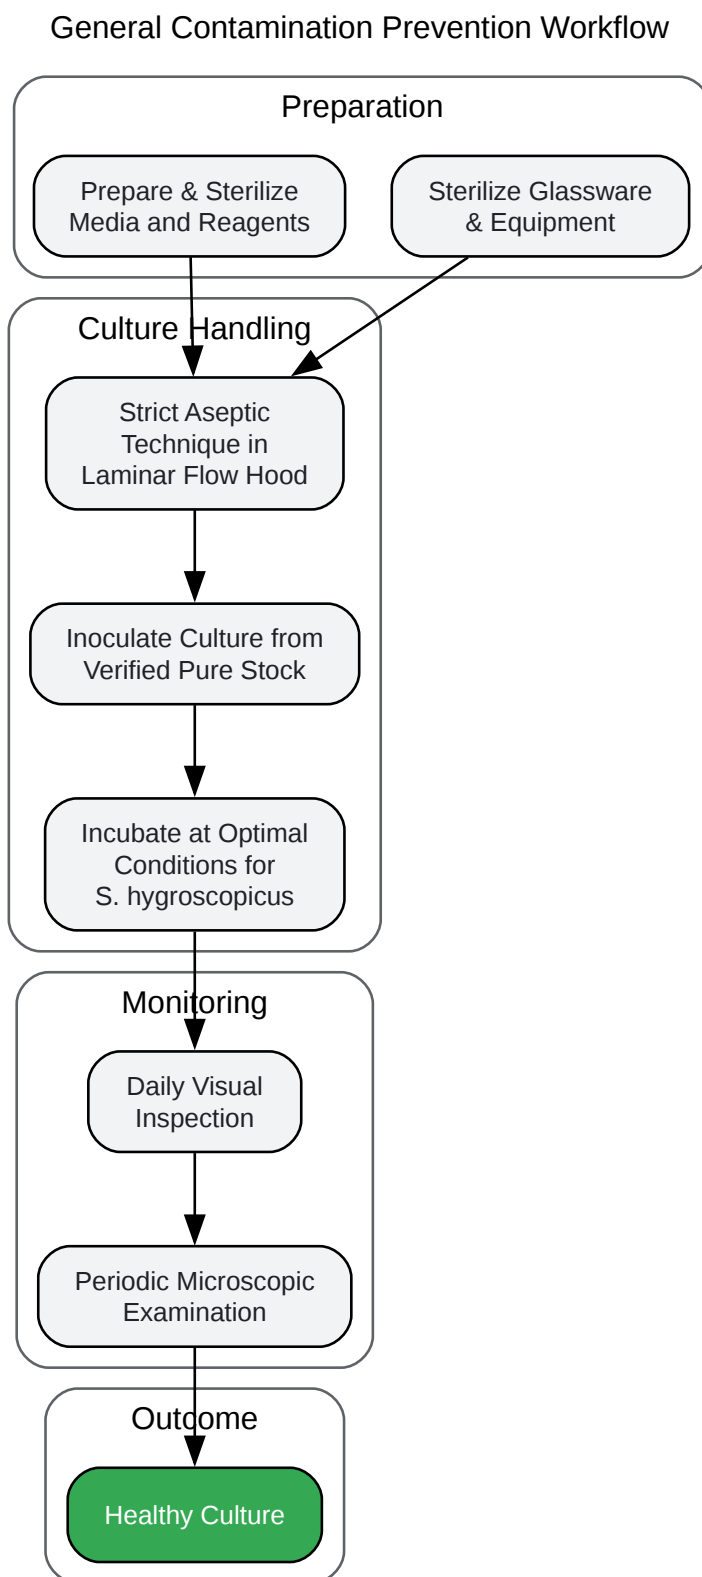 General Contamination Prevention Workflow
Preparation
Prepare & Sterilize
Media and Reagents
Sterilize Glassware
& Equipment
Culture Handling
Strict Aseptic
Technique in
Laminar Flow Hood
Inoculate Culture from
Verified Pure Stock
Incubate at Optimal
Conditions for
S. hygroscopicus
Monitoring
Daily Visual
Inspection
Periodic Microscopic
Examination
Outcome
Healthy Culture